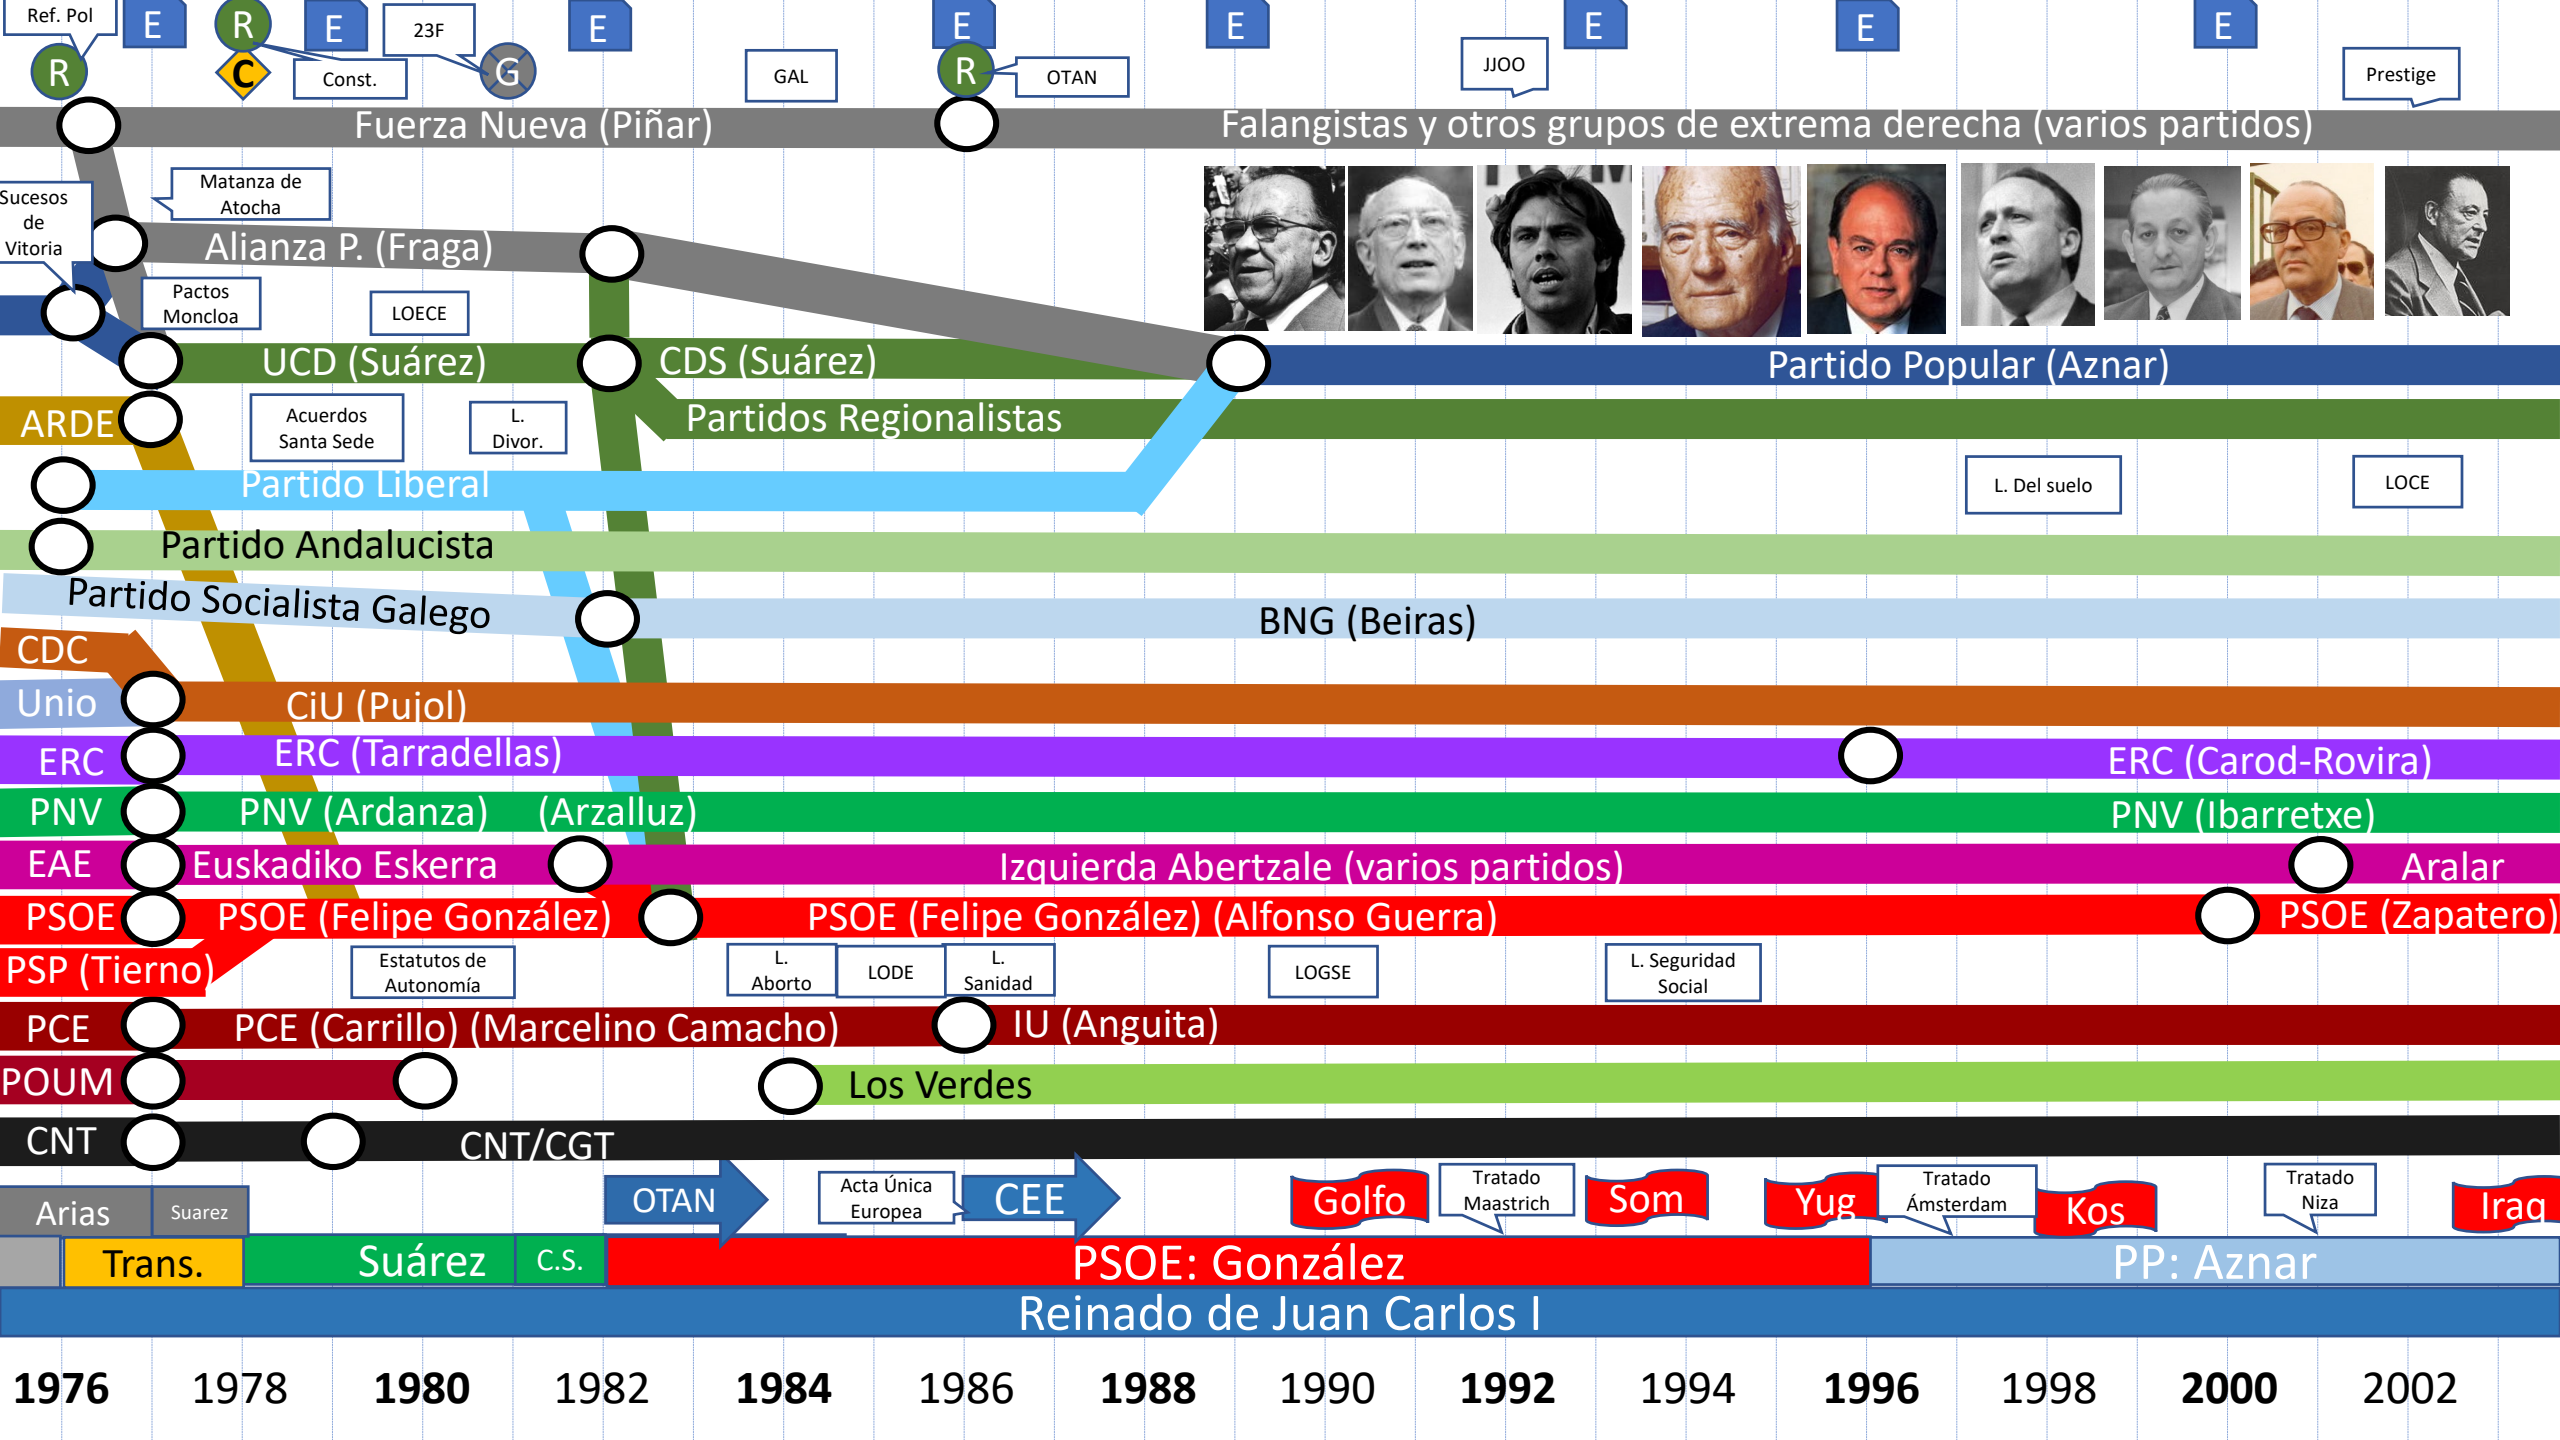 Ref. Pol
E
R
E
23F
E
E
E
E
E
E
R
C
Const.
G
GAL
R
OTAN
JJOO
Prestige
Fuerza Nueva (Piñar)
Falangistas y otros grupos de extrema derecha (varios partidos)
Matanza de
Atocha
Sucesos
de
Vitoria
Alianza P. (Fraga)
Pactos
Moncloa
LOECE
UCD (Suárez)
CDS (Suárez)
Partido Popular (Aznar)
ARDE
Acuerdos
Santa Sede
L.
Divor.
Partidos Regionalistas
Partido Liberal
L. Del suelo
LOCE
Partido Andalucista
Partido Socialista Galego
BNG (Beiras)
CDC
Unio
CiU (Pujol)
ERC
ERC (Tarradellas)
ERC (Carod-Rovira)
PNV
PNV (Ardanza)
(Arzalluz)
PNV (Ibarretxe)
EAE
Euskadiko Eskerra
Izquierda Abertzale (varios partidos)
Aralar
PSOE
PSOE (Felipe González)
PSOE (Felipe González) (Alfonso Guerra)
PSOE (Zapatero)
PSP (Tierno)
Estatutos de
Autonomía
L.
Aborto
LODE
L.
Sanidad
LOGSE
L. Seguridad
Social
PCE
PCE (Carrillo) (Marcelino Camacho)
IU (Anguita)
POUM
Los Verdes
CNT
CNT/CGT
Arias
Suarez
OTAN
Acta Única
Europea
CEE
Golfo
Tratado
Maastrich
Som
Yug
Tratado
Ámsterdam
Kos
Tratado
Niza
Iraq
Trans.
Suárez
C.S.
PSOE: González
PP: Aznar
Reinado de Juan Carlos I
1976
1978
1980
1982
1984
1986
1988
1990
1992
1994
1996
1998
2000
2002